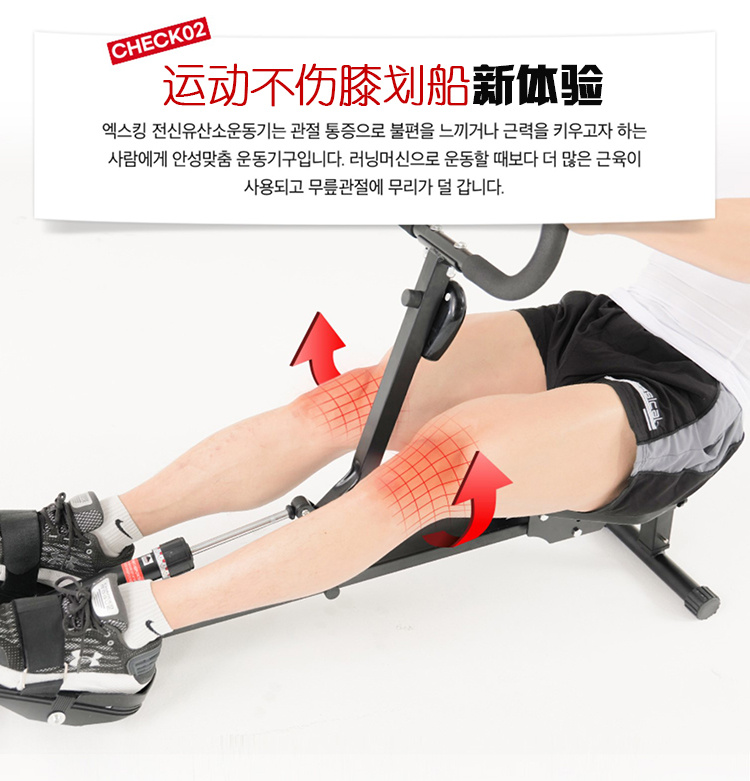 CHECK02
运动不伤膝划船新体验
엑스킹 전신유산소운동기는 관절 통증으로 불편을 느끼거나 근력을 키우고자 하는
사람에게 안성맞춤 운동기구입니다. 러닝머신으로 운동할 때보다 더 많은 근육이
사용되고 무릎관절에 무리가 덜 갑니다.